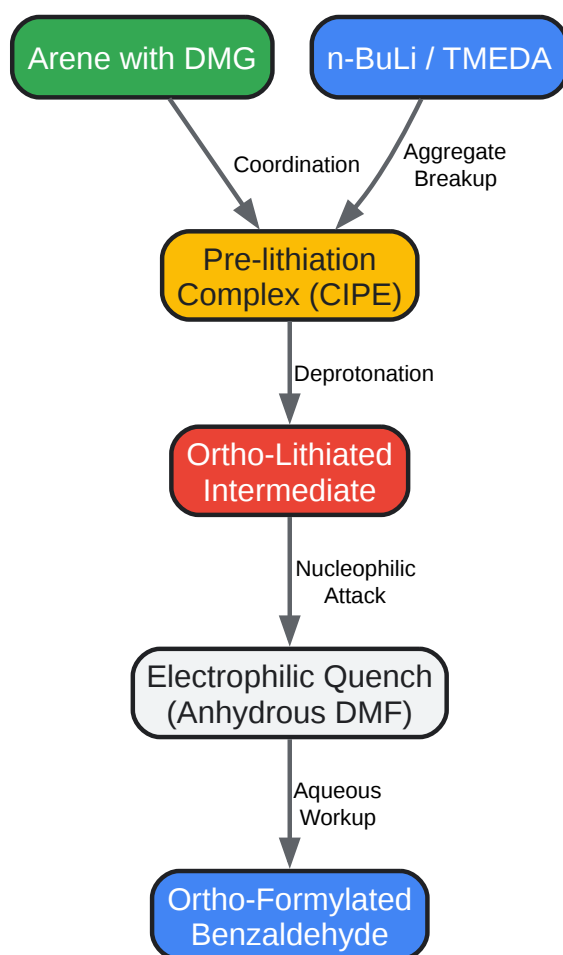 Arene with DMG
n-BuLi / TMEDA
Coordination
Aggregate
Breakup
Pre-lithiation
Complex (CIPE)
Deprotonation
Ortho-Lithiated
Intermediate
Nucleophilic
Attack
Electrophilic Quench
(Anhydrous DMF)
Aqueous
Workup
Ortho-Formylated
Benzaldehyde